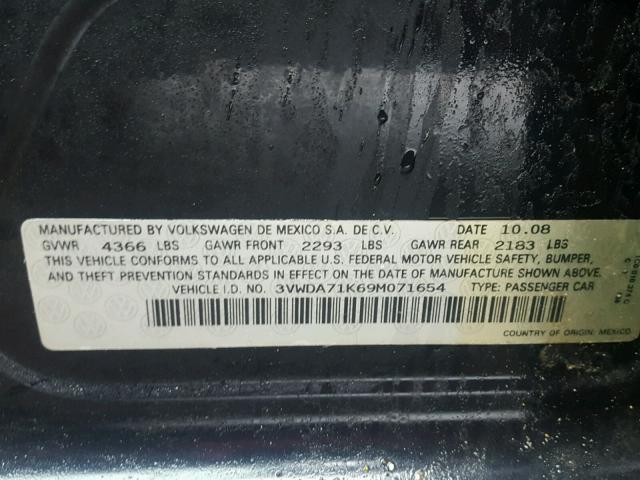 MANUFACTURED BY VOLKSWAGEN DE MEXICO S.A. DE C.V. DATE 10.08
GVWR 4366 LBS GAWR FRONT 2293 LBS GAWR REAR 2183 LBS
THIS VEHICLE CONFORMS TO ALL APPLICABLE U.S. FEDERAL MOTOR VEHICLE SAFETY, BUMPER,
AND THEFT PREVENTION STANDARDS IN EFFECT ON THE DATE OF MANUFACTURE SHOWN ABOVE.
VEHICLE I.D. NO. 3VWDA71K69M071654 TYPE: PASSENGER CAR
COUNTRY OF ORIGIN: MEXICO